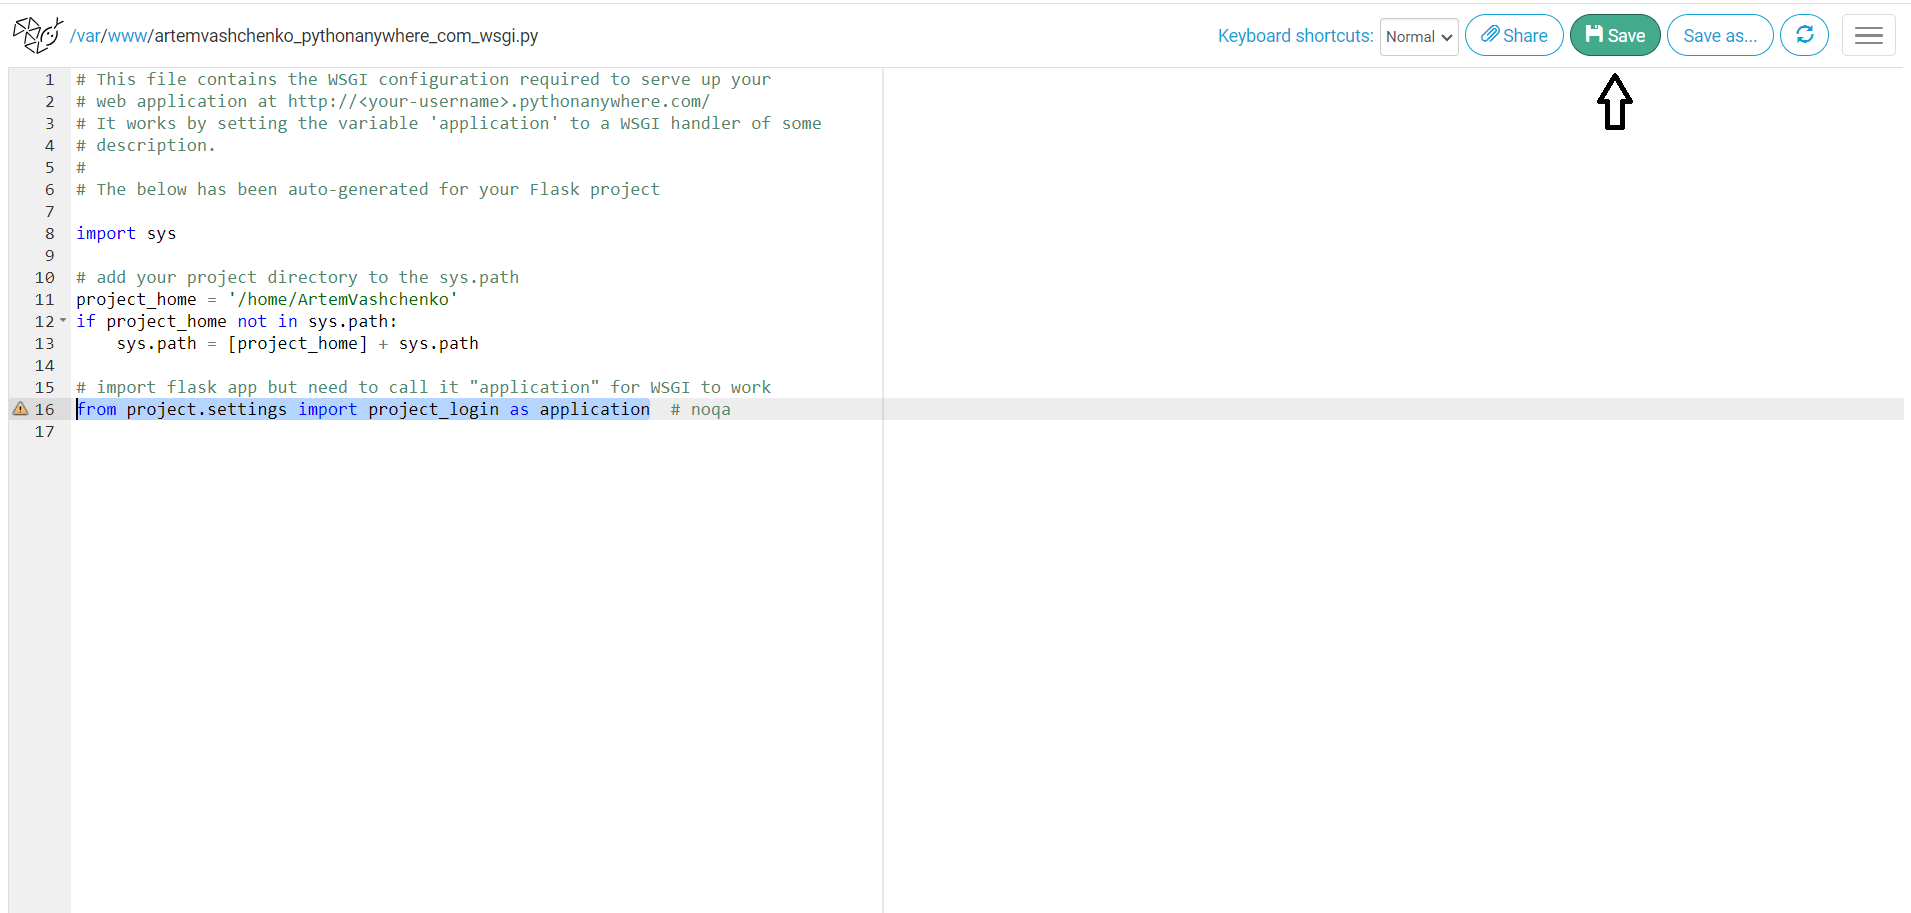 /var/www/artemvashchenko_pythonanywhere_com_wsgi.py
Keyboard shortcuts: Normal Share Save Save as...
1 # This file contains the WSGI configuration required to serve up your
2 # web application at http://<your-username>.pythonanywhere.com/
3 # It works by setting the variable 'application' to a WSGI handler of some
4 # description.
5 #
6 # The below has been auto-generated for your Flask project
7
8 import sys
9
10 # add your project directory to the sys.path
11 project_home = '/home/ArtemVashchenko'
12 if project_home not in sys.path:
13     sys.path = [project_home] + sys.path
14
15 # import flask app but need to call it "application" for WSGI to work
16 from project.settings import project_login as application  # noqa
17